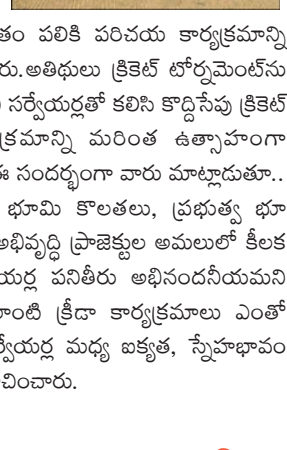 తం పలికి పరిచయ కార్యక్రమాన్ని
రు.అతిథులు క్రికెట్ టోర్నమెంట్‌ను
సర్వేయర్లతో కలిసి కొద్దిసేపు క్రికెట్
క్రమాన్ని మరింత ఉత్సాహంగా
ఈ సందర్భంగా వారు మాట్లాడుతూ..
భూమి కొలతలు, ప్రభుత్వ భూ
అభివృద్ధి ప్రాజెక్టుల అమలులో కీలక
యర్ల పనితీరు అభినందనీయమని
ాంటి క్రీడా కార్యక్రమాలు ఎంతో
ర్వేయర్ల మధ్య ఐక్యత, స్నేహభావం
చించారు.